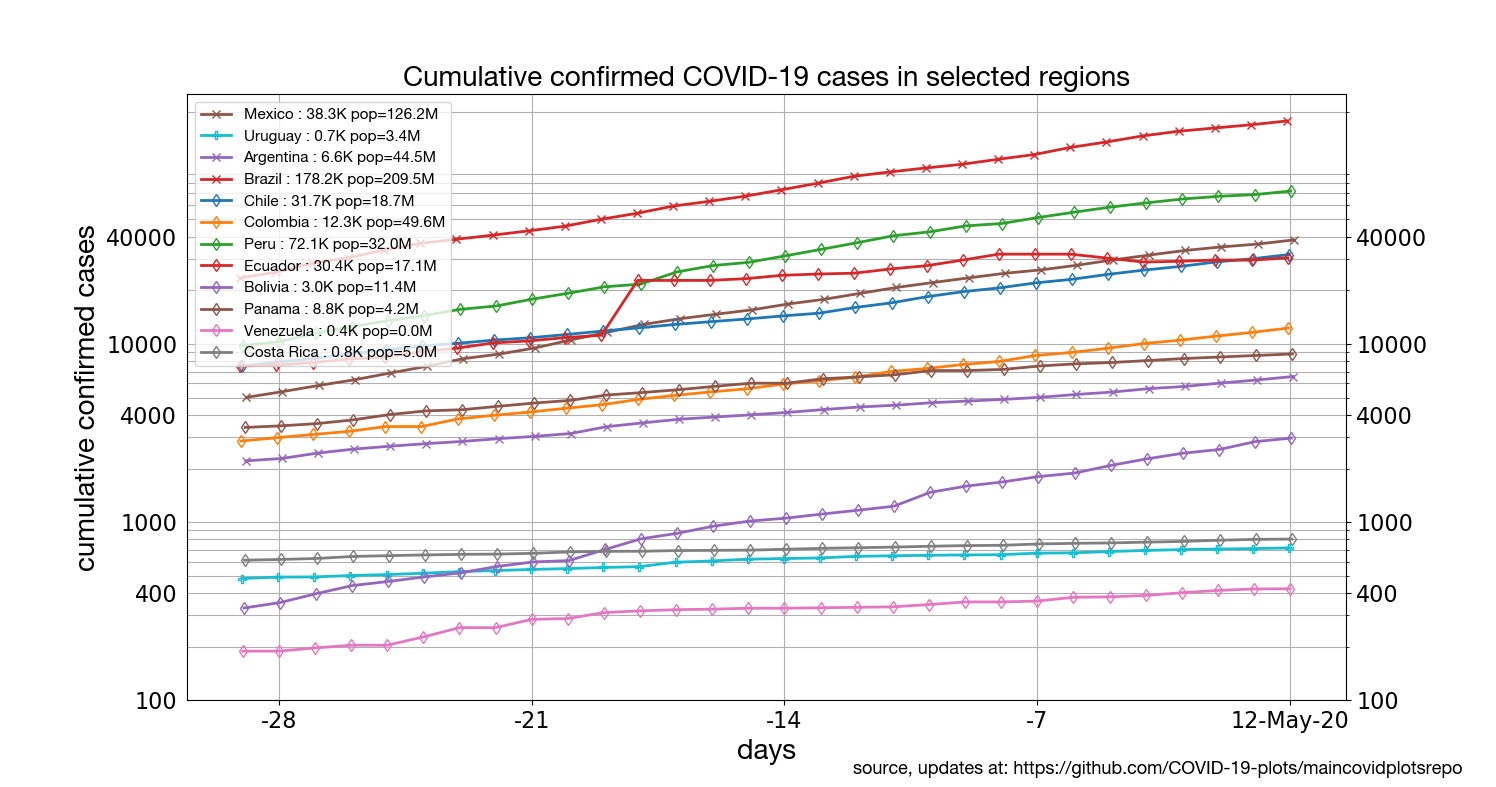 Cumulative confirmed COVID-19 cases in selected regions
Mexico : 38.3K pop=126.2M
Uruguay : 0.7K pop=3.4M
Argentina : 6.6K pop=44.5M
Brazil : 178.2K pop=209.5M
Chile : 31.7K pop=18.7M
Colombia : 12.3K pop=49.6M
Peru : 72.1K pop=32.0M
Ecuador : 30.4K pop=17.1M
Bolivia : 3.0K pop=11.4M
Panama : 8.8K pop=4.2M
Venezuela : 0.4K pop=0.0M
Costa Rica : 0.8K pop=5.0M
cumulative confirmed cases
40000
10000
4000
1000
400
100
40000
10000
4000
1000
400
100
-28 -21 -14 -7 12-May-20
days
source, updates at: https://github.com/COVID-19-plots/maincovidplotsrepo